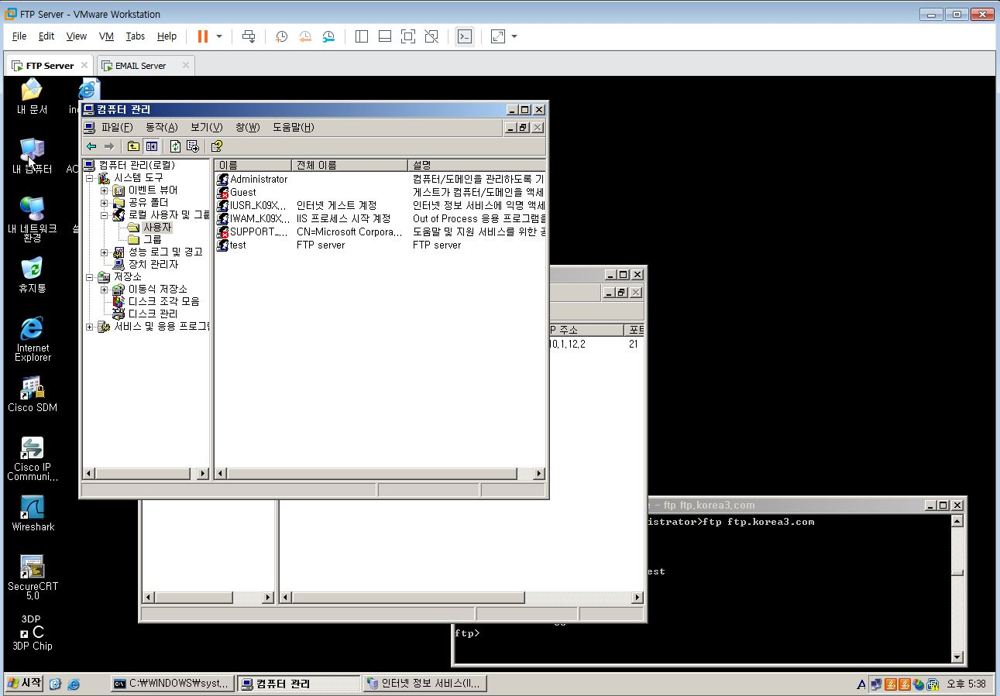 FTP Server - VMware Workstation
File Edit View VM Tabs Help
FTP Server EMAIL Server
내 문서
내 컴퓨터
내 네트워크 환경
휴지통
Internet Explorer
Cisco SDM
Cisco IP Communi...
Wireshark
SecureCRT 5.0
3DP
C
3DP Chip
컴퓨터 관리
파일(F) 동작(A) 보기(V) 창(W) 도움말(H)
컴퓨터 관리(로컬)
시스템 도구
이벤트 뷰어
공유 폴더
로컬 사용자 및 그룹
사용자
그룹
성능 로그 및 경고
장치 관리자
저장소
이동식 저장소
디스크 조각 모음
디스크 관리
서비스 및 응용 프로그램
이름 전체 이름 설명
Administrator 컴퓨터/도메인을 관리하도록 기
Guest 게스트가 컴퓨터/도메인을 액세
IUSR_K09X... 인터넷 게스트 계정 인터넷 정보 서비스에 익명 액세
IWAM_K09X... IIS 프로세스 시작 계정 Out of Process 응용 프로그램을
SUPPORT_... CN=Microsoft Corpora... 도움말 및 지원 서비스를 위한 공
test FTP server FTP server
P 주소 포트
10.1.12.2 21
- ftp ftp.korea3.com
istrator>ftp ftp.korea3.com
est
ftp>
시작 C:\WINDOWS\syst... 컴퓨터 관리 인터넷 정보 서비스(II... A 오후 5:38